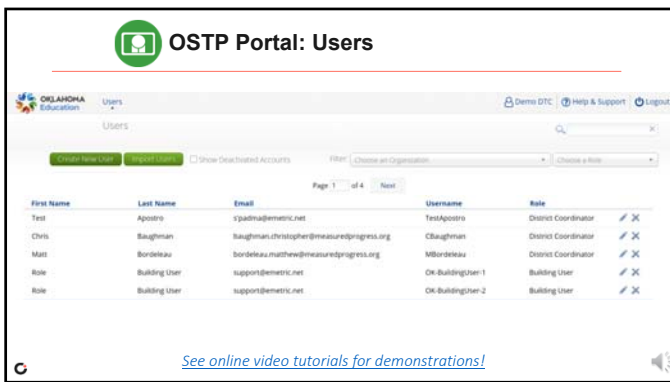 OSTP Portal: Users
OKLAHOMA Education Users Demo DTC Help & Support Logout
Users
Create New User Import Users Show Deactivated Accounts Filter: Choose an Organization Choose a Role
Page 1 of 4 Next
First Name Last Name Email Username Role
Test Apostro s'padma@emetric.net TestApostro District Coordinator
Chris Baughman baughman.christopher@measuredprogress.org CBaughman District Coordinator
Matt Bordeleau bordeleau.matthew@measuredprogress.org MBordeleau District Coordinator
Role Building User support@emetric.net OK-BuildingUser-1 Building User
Role Building User support@emetric.net OK-BuildingUser-2 Building User
See online video tutorials for demonstrations!